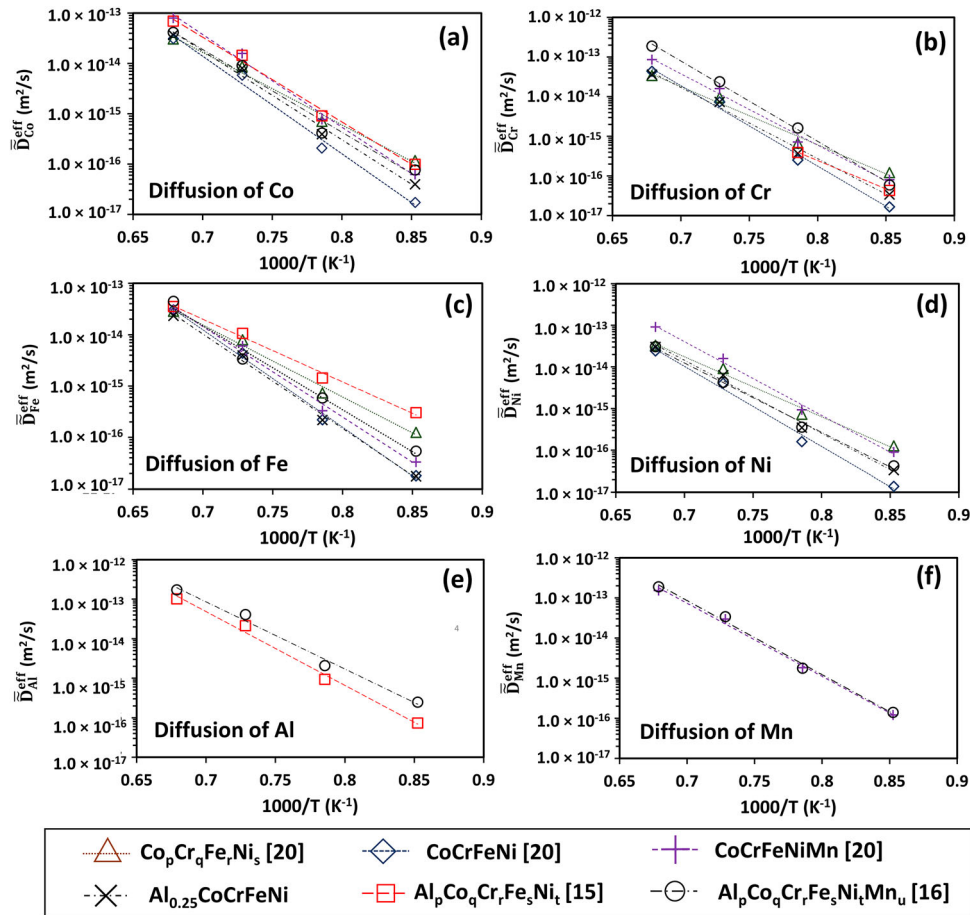 (a)
1.0 × 10⁻¹³
1.0 × 10⁻¹⁴
1.0 × 10⁻¹⁵
1.0 × 10⁻¹⁶
1.0 × 10⁻¹⁷
D̃ᵉᶠᶠ_Co (m²/s)
Diffusion of Co
0.65 0.7 0.75 0.8 0.85 0.9
1000/T (K⁻¹)
(b)
1.0 × 10⁻¹²
1.0 × 10⁻¹³
1.0 × 10⁻¹⁴
1.0 × 10⁻¹⁵
1.0 × 10⁻¹⁶
1.0 × 10⁻¹⁷
D̃ᵉᶠᶠ_Cr (m²/s)
Diffusion of Cr
0.65 0.7 0.75 0.8 0.85 0.9
1000/T (K⁻¹)
(c)
1.0 × 10⁻¹³
1.0 × 10⁻¹⁴
1.0 × 10⁻¹⁵
1.0 × 10⁻¹⁶
1.0 × 10⁻¹⁷
D̃ᵉᶠᶠ_Fe (m²/s)
Diffusion of Fe
0.65 0.7 0.75 0.8 0.85 0.9
1000/T (K⁻¹)
(d)
1.0 × 10⁻¹²
1.0 × 10⁻¹³
1.0 × 10⁻¹⁴
1.0 × 10⁻¹⁵
1.0 × 10⁻¹⁶
1.0 × 10⁻¹⁷
D̃ᵉᶠᶠ_Ni (m²/s)
Diffusion of Ni
0.65 0.7 0.75 0.8 0.85 0.9
1000/T (K⁻¹)
(e)
1.0 × 10⁻¹²
1.0 × 10⁻¹³
1.0 × 10⁻¹⁴
1.0 × 10⁻¹⁵
1.0 × 10⁻¹⁶
1.0 × 10⁻¹⁷
D̃ᵉᶠᶠ_Al (m²/s)
4
Diffusion of Al
0.65 0.7 0.75 0.8 0.85 0.9
1000/T (K⁻¹)
(f)
1.0 × 10⁻¹²
1.0 × 10⁻¹³
1.0 × 10⁻¹⁴
1.0 × 10⁻¹⁵
1.0 × 10⁻¹⁶
1.0 × 10⁻¹⁷
D̃ᵉᶠᶠ_Mn (m²/s)
Diffusion of Mn
0.65 0.7 0.75 0.8 0.85 0.9
1000/T (K⁻¹)
Co_pCr_qFe_rNi_s [20] CoCrFeNi [20] CoCrFeNiMn [20]
Al₀.₂₅CoCrFeNi Al_pCo_qCr_rFe_sNi_t [15] Al_pCo_qCr_rFe_sNi_tMn_u [16]